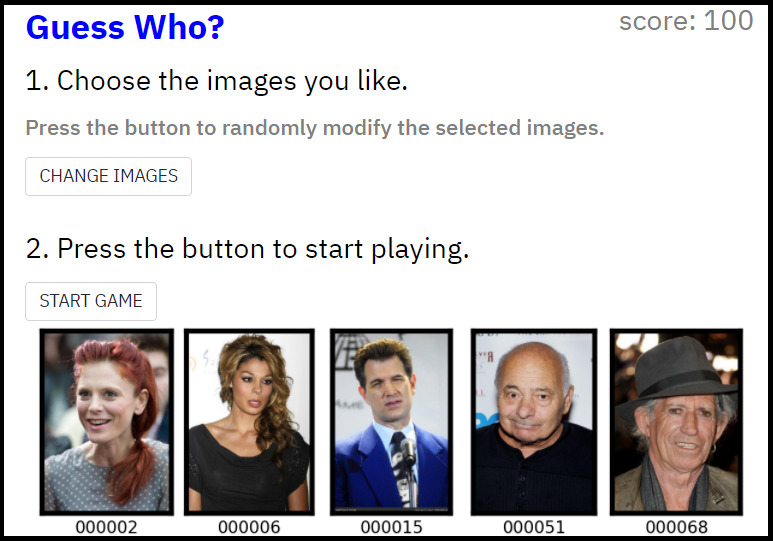 Guess Who?
score: 100
1. Choose the images you like.
Press the button to randomly modify the selected images.
CHANGE IMAGES
2. Press the button to start playing.
START GAME
000002
000006
000015
000051
000068